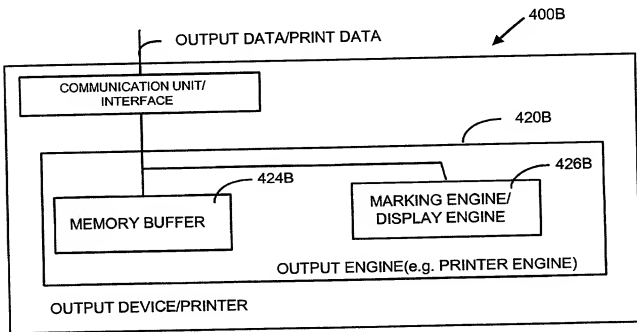 400B
OUTPUT DATA/PRINT DATA
COMMUNICATION UNIT/
INTERFACE
420B
424B
426B
MEMORY BUFFER
MARKING ENGINE/
DISPLAY ENGINE
OUTPUT ENGINE(e.g. PRINTER ENGINE)
OUTPUT DEVICE/PRINTER